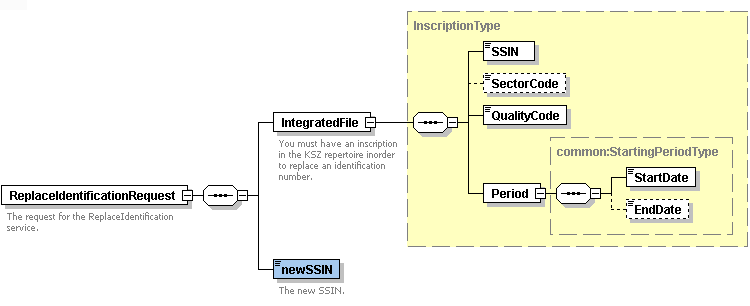 InscriptionType
SSIN
SectorCode
IntegratedFile
QualityCode
You must have an inscription
in the KSZ repertoire inorder
to replace an identification
number.
common:StartingPeriodType
StartDate
ReplaceIdentificationRequest
Period
The request for the ReplaceIdentification
service.
EndDate
newSSIN
The new SSIN.